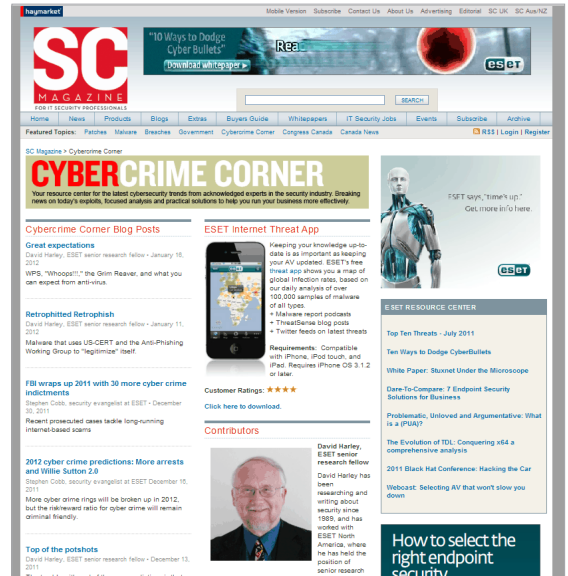 haymarket
Mobile Version Subscribe Contact Us About Us Advertising Editorial SC UK SC Aus/NZ
SC
MAGAZINE
FOR IT SECURITY PROFESSIONALS
"10 Ways to Dodge
Cyber Bullets"
Download whitepaper
Rea
eset
SEARCH
Home News Products Blogs Extras Buyers Guide Whitepapers IT Security Jobs Events Subscribe Archive
Featured Topics: Patches Malware Breaches Government Cybercrime Corner Congress Canada Canada News
RSS | Login | Register
SC Magazine > Cybercrime Corner
CYBERCRIME CORNER
Your resource center for the latest cybersecurity trends from acknowledged experts in the security industry. Breaking
news on today's exploits, focused analysis and practical solutions to help you run your business more effectively.
Cybercrime Corner Blog Posts
Great expectations
David Harley, ESET senior research fellow - January 16,
2012
WPS, "Whoops!!!," the Grim Reaver, and what you
can expect from anti-virus.
Retrophitted Retrophish
David Harley, ESET senior research fellow - January 11,
2012
Malware that uses US-CERT and the Anti-Phishing
Working Group to "legitimize" itself.
FBI wraps up 2011 with 30 more cyber crime
indictments
Stephen Cobb, security evangelist at ESET - December
30, 2011
Recent prosecuted cases tackle long-running
internet-based scams
2012 cyber crime predictions: More arrests
and Willie Sutton 2.0
Stephen Cobb, security evangelist at ESET December 16,
2011
More cyber crime rings will be broken up in 2012,
but the risk/reward ratio for cyber crime will remain
criminal friendly.
Top of the potshots
David Harley, ESET senior research fellow - December 13,
2011
ESET Internet Threat App
Keeping your knowledge up-to-
date is as important as keeping
your AV updated. ESET's free
threat app shows you a map of
global infection rates, based on
our daily analysis of over
100,000 samples of malware
of all types.
+ Malware report podcasts
+ ThreatSense blog posts
+ Twitter feeds on latest threats
Requirements: Compatible
with iPhone, iPod touch, and
iPad. Requires iPhone OS 3.1.2
or later.
Customer Ratings:
Click here to download.
Contributors
David Harley,
ESET senior
research fellow
David Harley has
been
researching and
writing about
security since
1989, and has
worked with
ESET North
America, where
he has held the
position of
senior research
ESET says, "time's up."
Get more info here.
eset
ESET RESOURCE CENTER
Top Ten Threats - July 2011
Ten Ways to Dodge CyberBullets
White Paper: Stuxnet Under the Microscope
Dare-To-Compare: 7 Endpoint Security
Solutions for Business
Problematic, Unloved and Argumentative: What
is a (PUA)?
The Evolution of TDL: Conquering x64 a
comprehensive analysis
2011 Black Hat Conference: Hacking the Car
Webcast: Selecting AV that won't slow you
down
How to select the
right endpoint
security